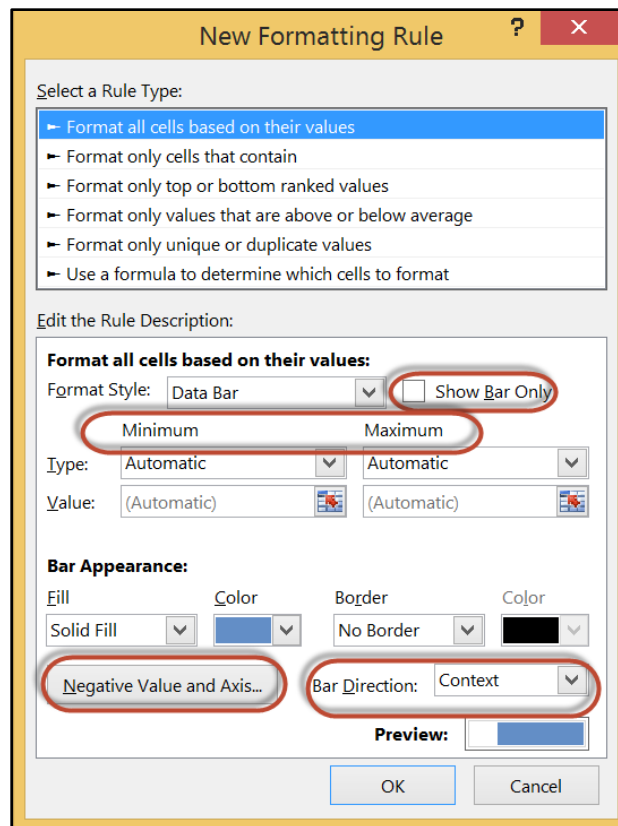 New Formatting Rule ?
Select a Rule Type:
► Format all cells based on their values
► Format only cells that contain
► Format only top or bottom ranked values
► Format only values that are above or below average
► Format only unique or duplicate values
► Use a formula to determine which cells to format
Edit the Rule Description:
Format all cells based on their values:
Format Style: Data Bar Show Bar Only
Minimum Maximum
Type: Automatic Automatic
Value: (Automatic) (Automatic)
Bar Appearance:
Fill Color Border Color
Solid Fill No Border
Negative Value and Axis... Bar Direction: Context
Preview:
OK Cancel